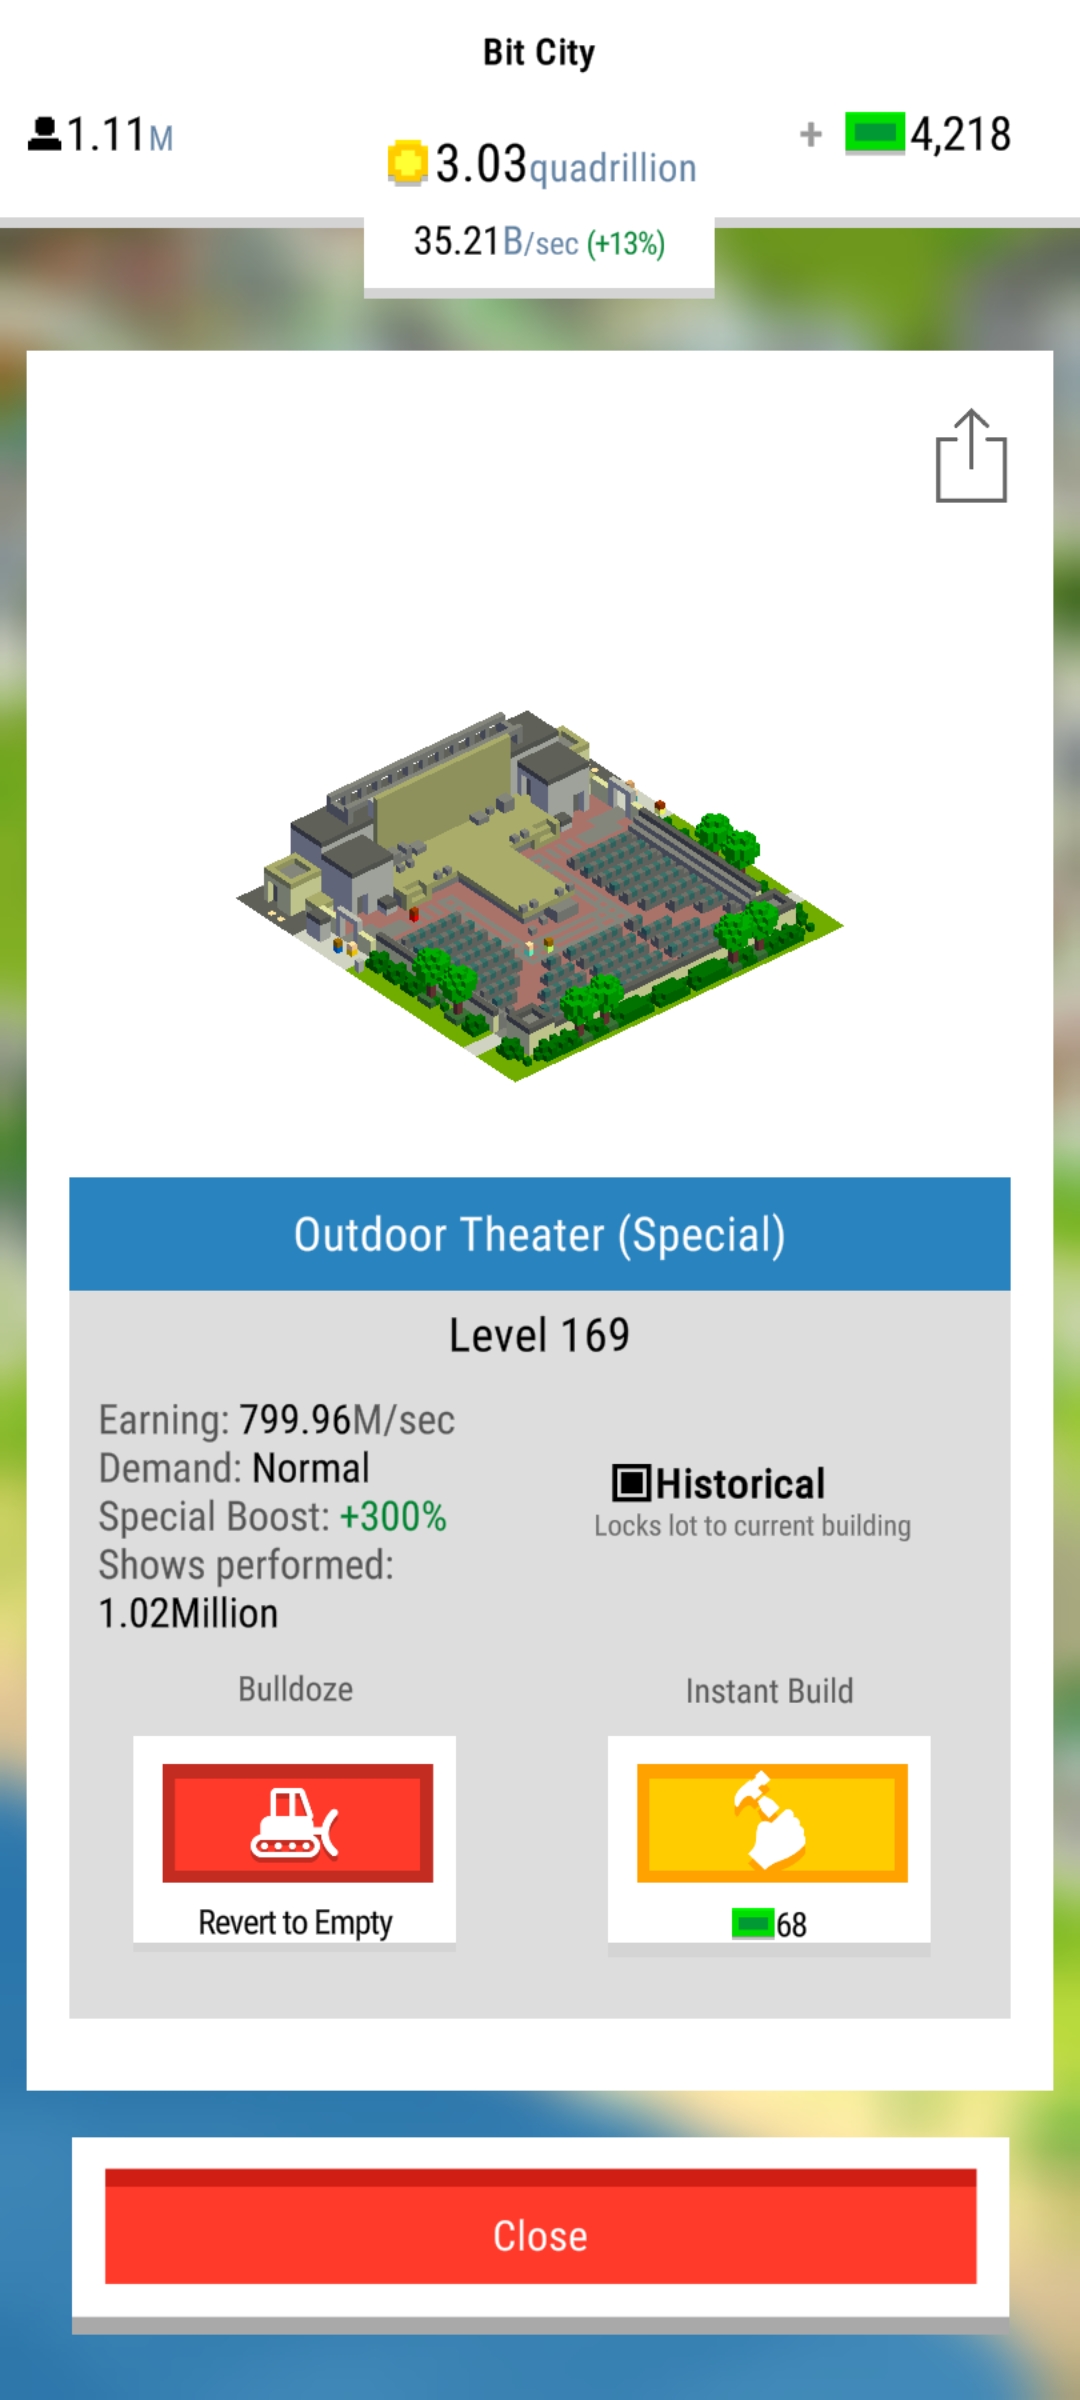 Bit City
1.11M
3.03quadrillion
+ 4,218
35.21B/sec (+13%)
Outdoor Theater (Special)
Level 169
Earning: 799.96M/sec
Demand: Normal
Special Boost: +300%
Shows performed:
1.02Million
Historical
Locks lot to current building
Bulldoze
Instant Build
Revert to Empty
68
Close